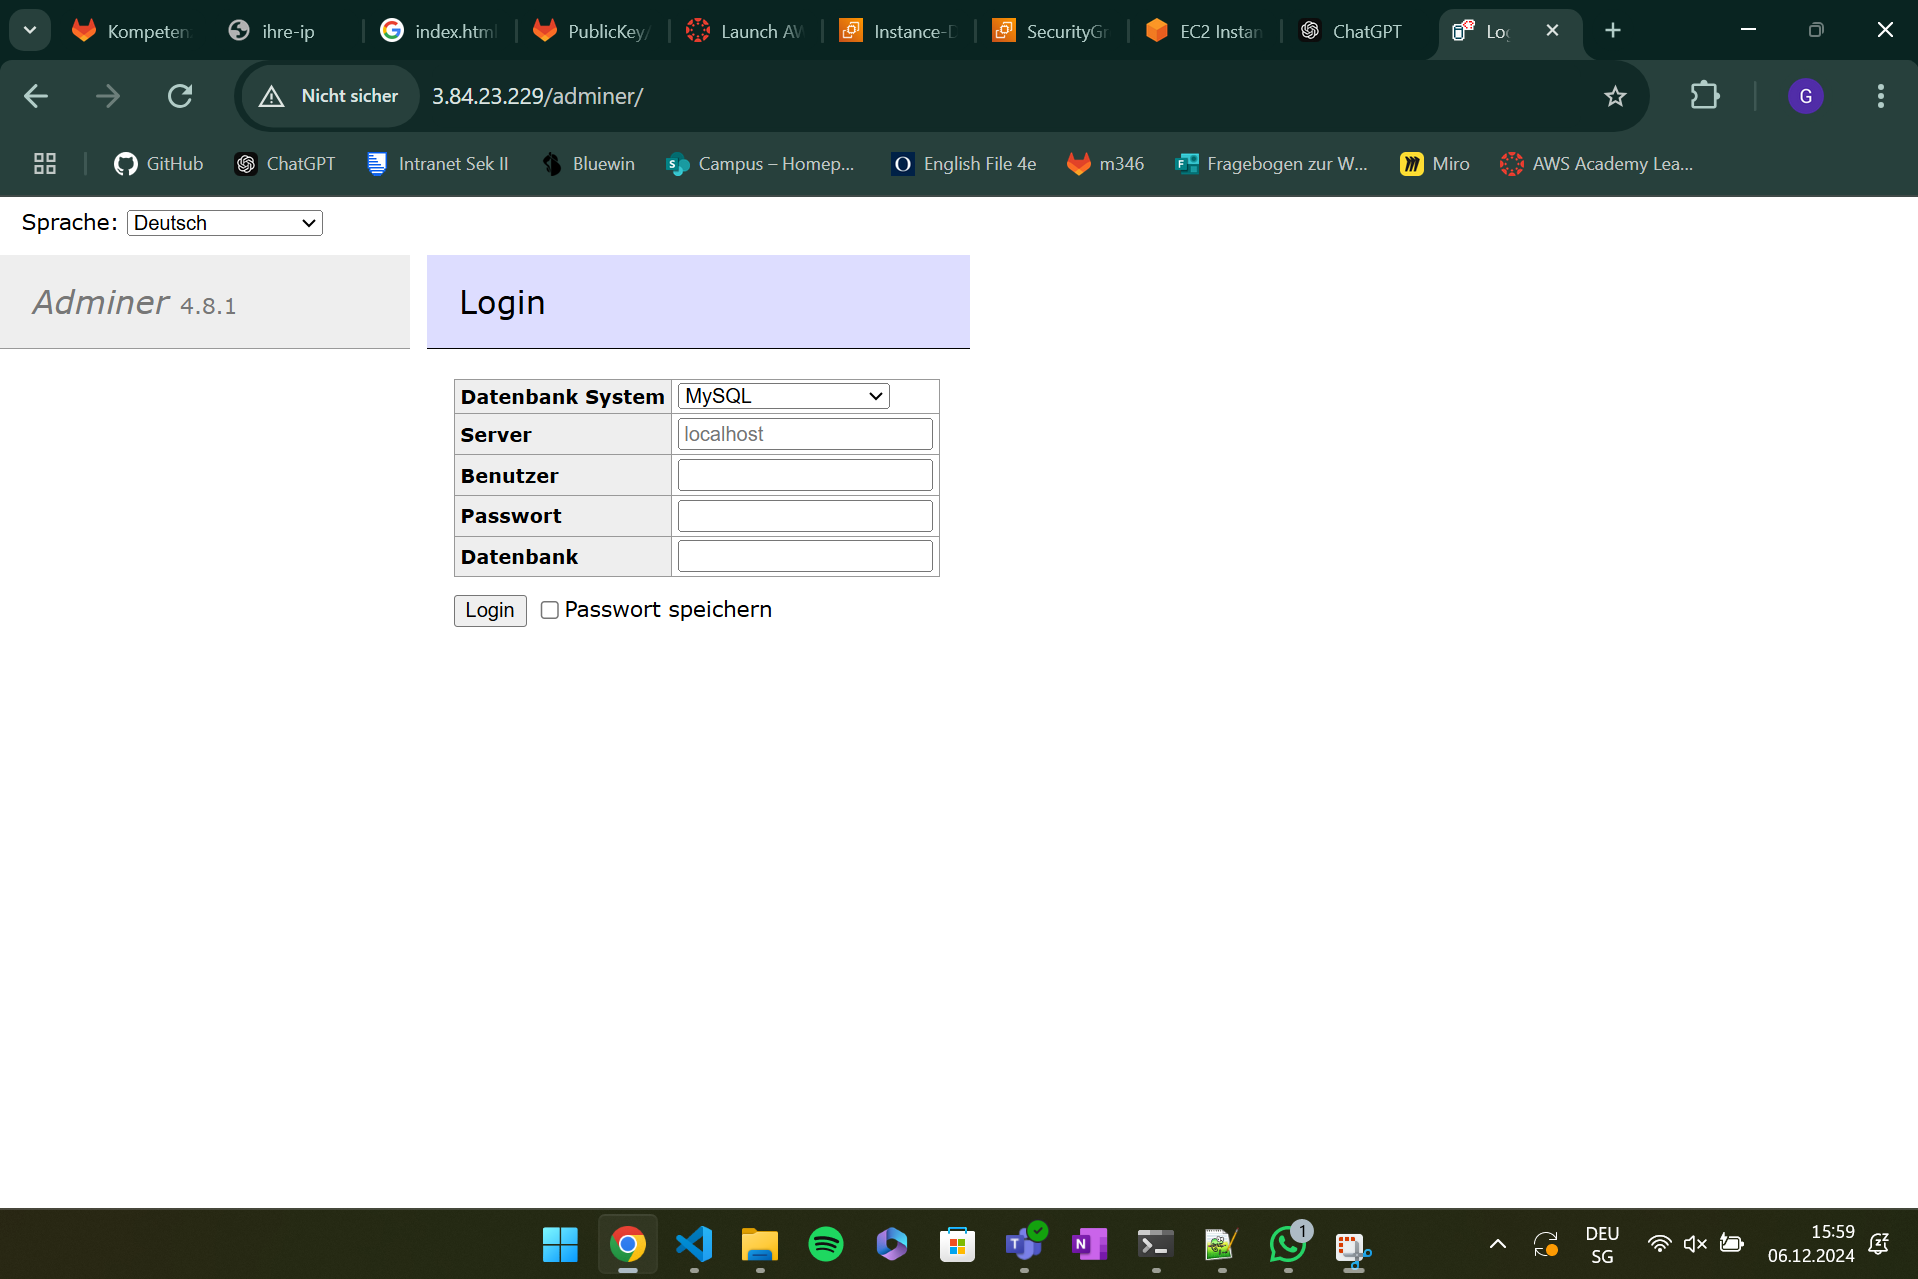 Kompeten
ihre-ip
index.html
PublicKey/
Launch AW
Instance-D
SecurityGr
EC2 Instan
ChatGPT
Log
Nicht sicher
3.84.23.229/adminer/
G
GitHub
ChatGPT
Intranet Sek II
Bluewin
Campus – Homep...
English File 4e
m346
Fragebogen zur W...
Miro
AWS Academy Lea...
Sprache: Deutsch
Adminer 4.8.1
Login
Datenbank System MySQL
Server localhost
Benutzer
Passwort
Datenbank
Login Passwort speichern
1
DEU
SG
15:59
06.12.2024